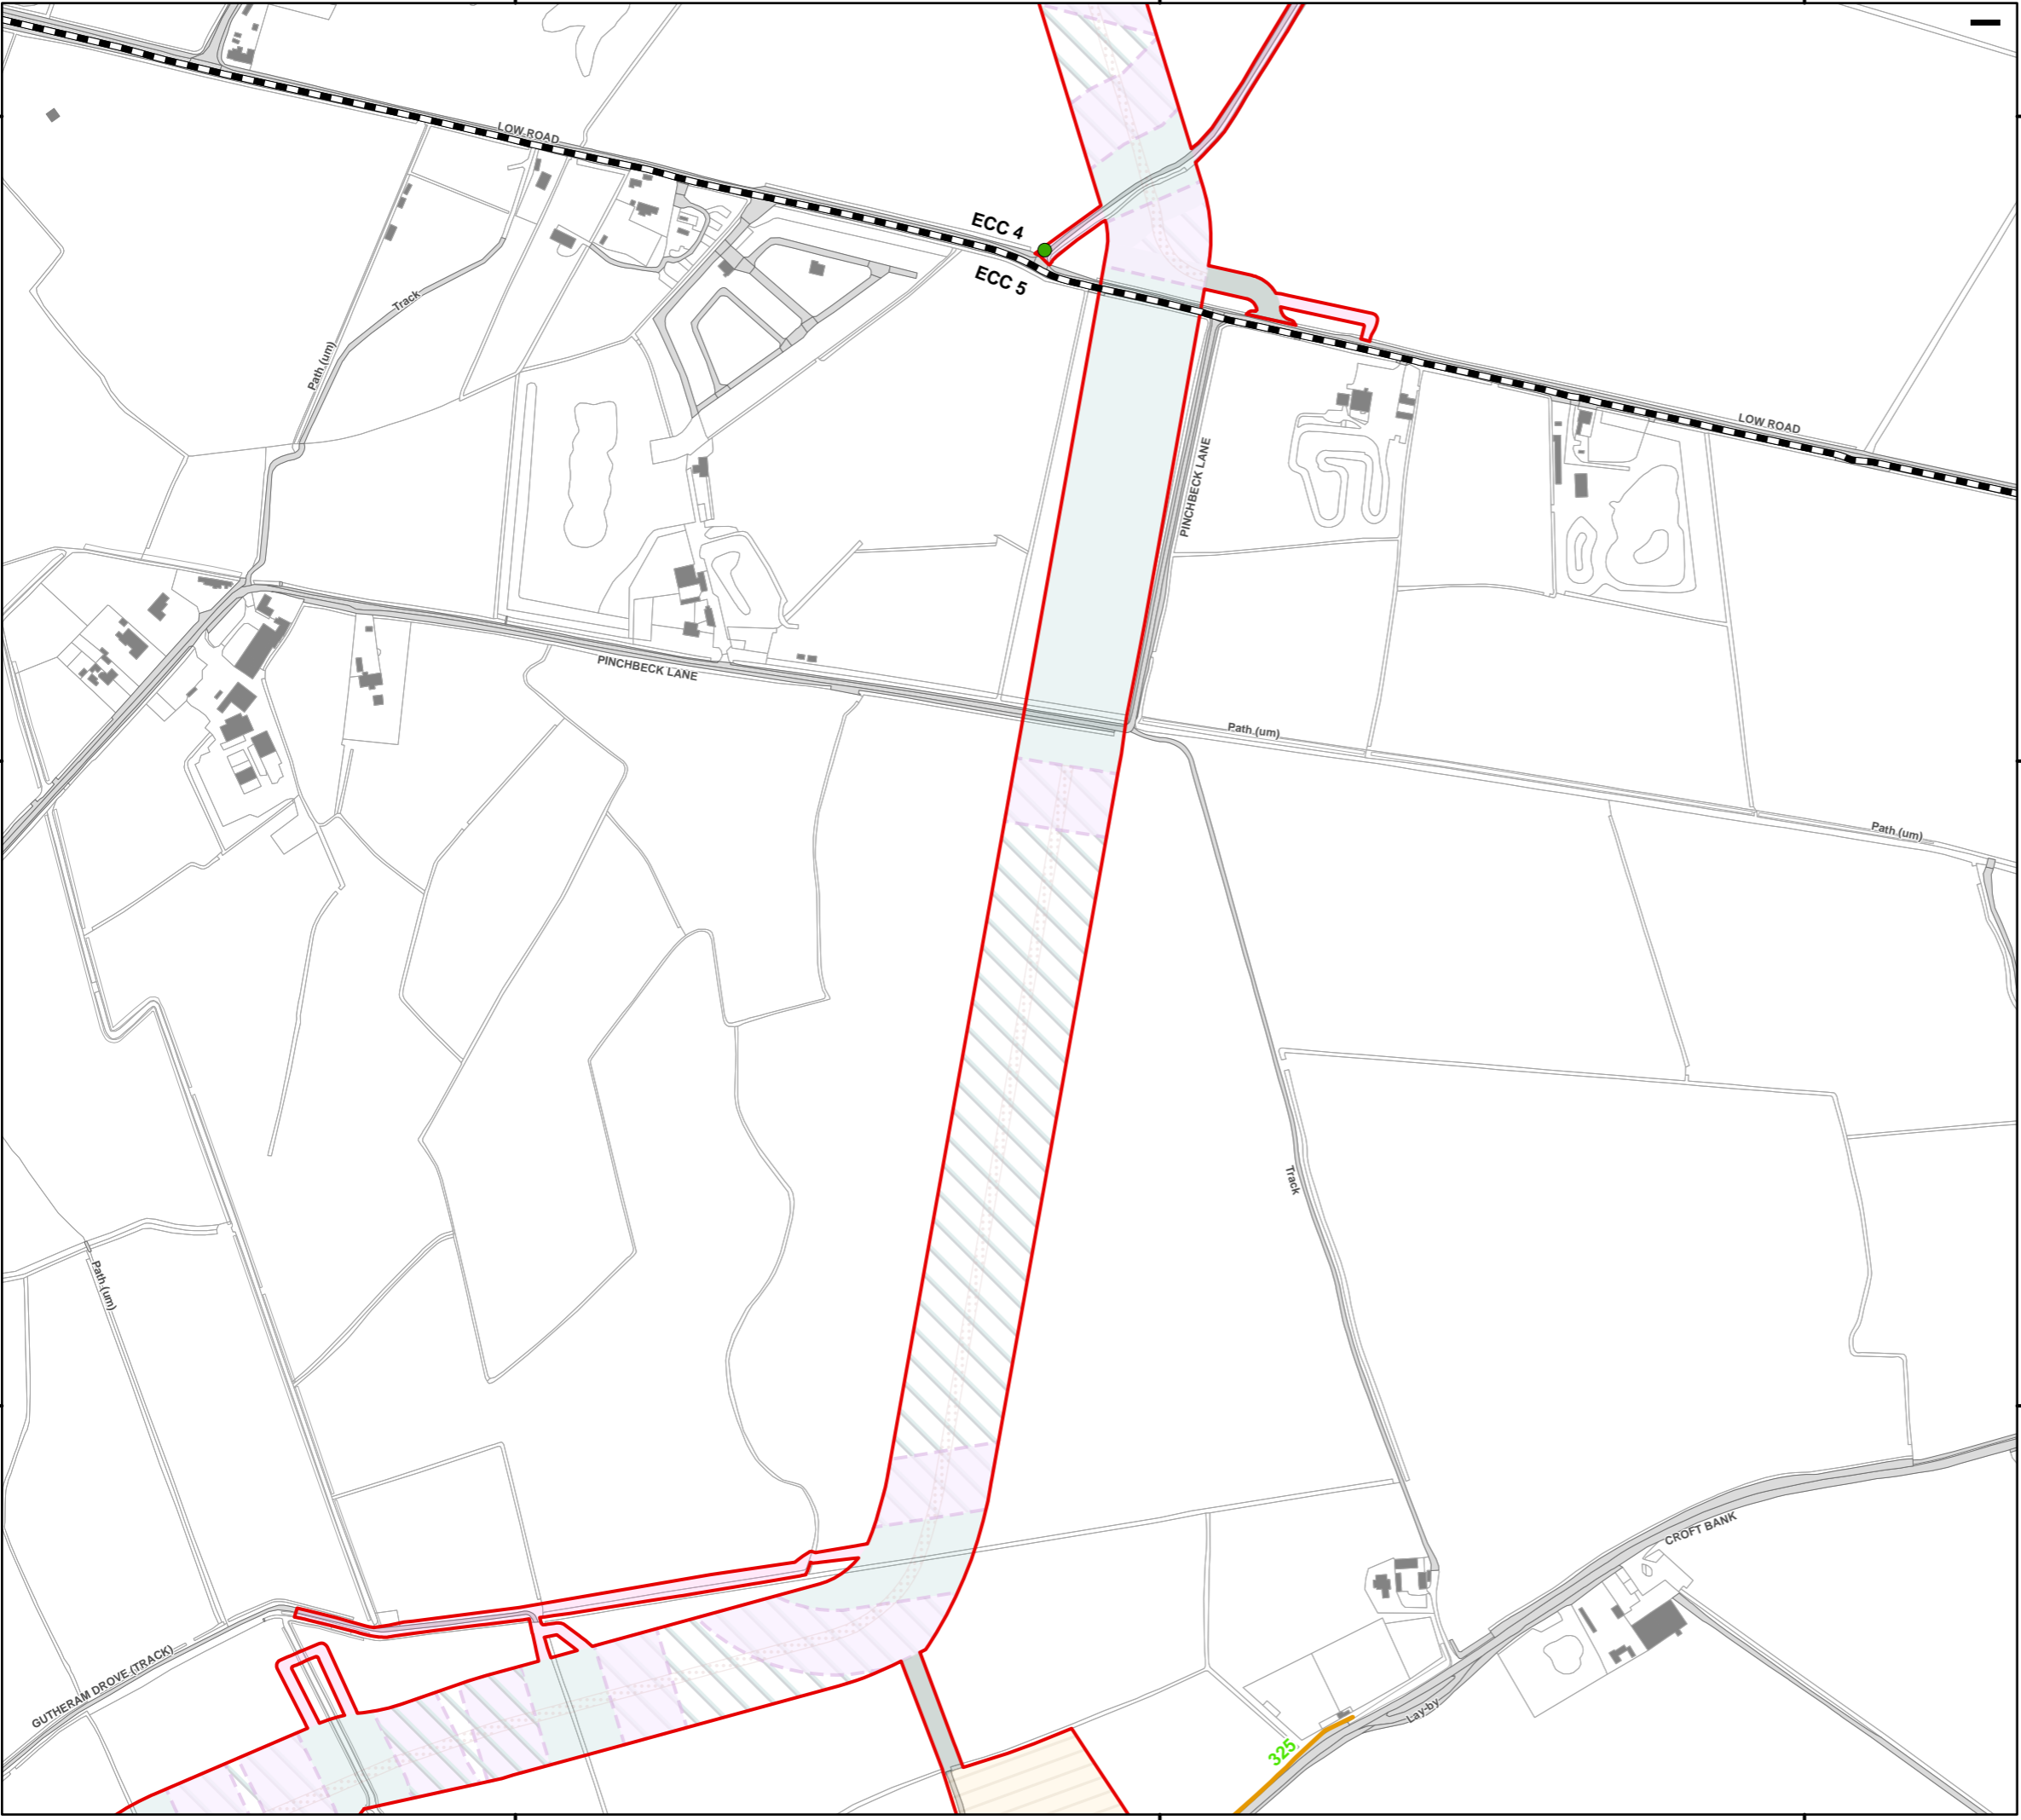 LOW ROAD
ECC 4
ECC 5
Track
Path (um)
LOW ROAD
PINCHBECK LANE
PINCHBECK LANE
Path (um)
Path (um)
Track
Path (um)
CROFT BANK
GUTHERAM DROVE (TRACK)
Lay-by
325